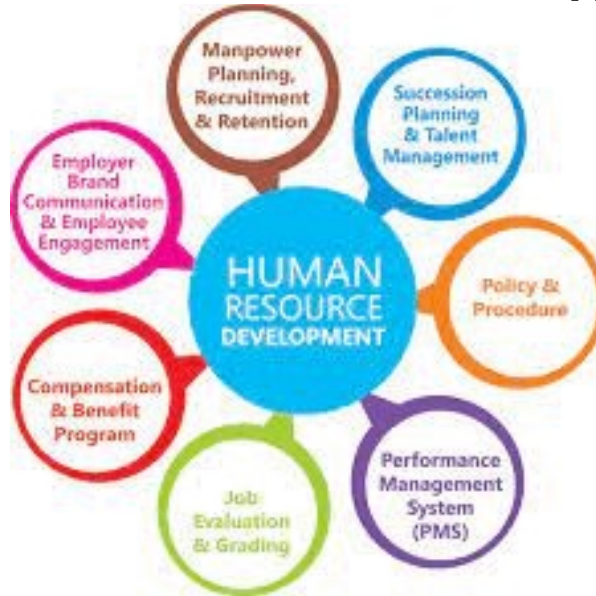 Manpower
Planning,
Recruitment
& Retention
Succession
Planning
& Talent
Management
Employer
Brand
Communication
& Employee
Engagement
HUMAN
RESOURCE
DEVELOPMENT
Policy &
Procedure
Compensation
& Benefit
Program
Performance
Management
System
(PMS)
Job
Evaluation
& Grading